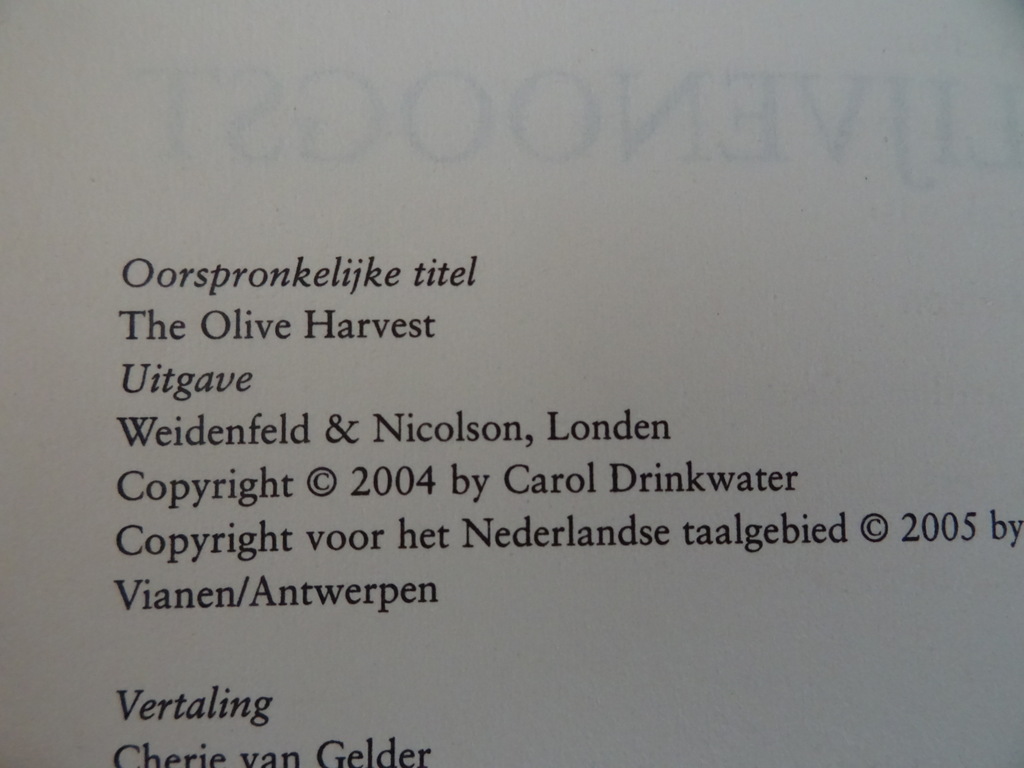 LIJVENOOGST
Oorspronkelijke titel
The Olive Harvest
Uitgave
Weidenfeld & Nicolson, Londen
Copyright © 2004 by Carol Drinkwater
Copyright voor het Nederlandse taalgebied © 2005 by
Vianen/Antwerpen
Vertaling
Cherie van Gelder